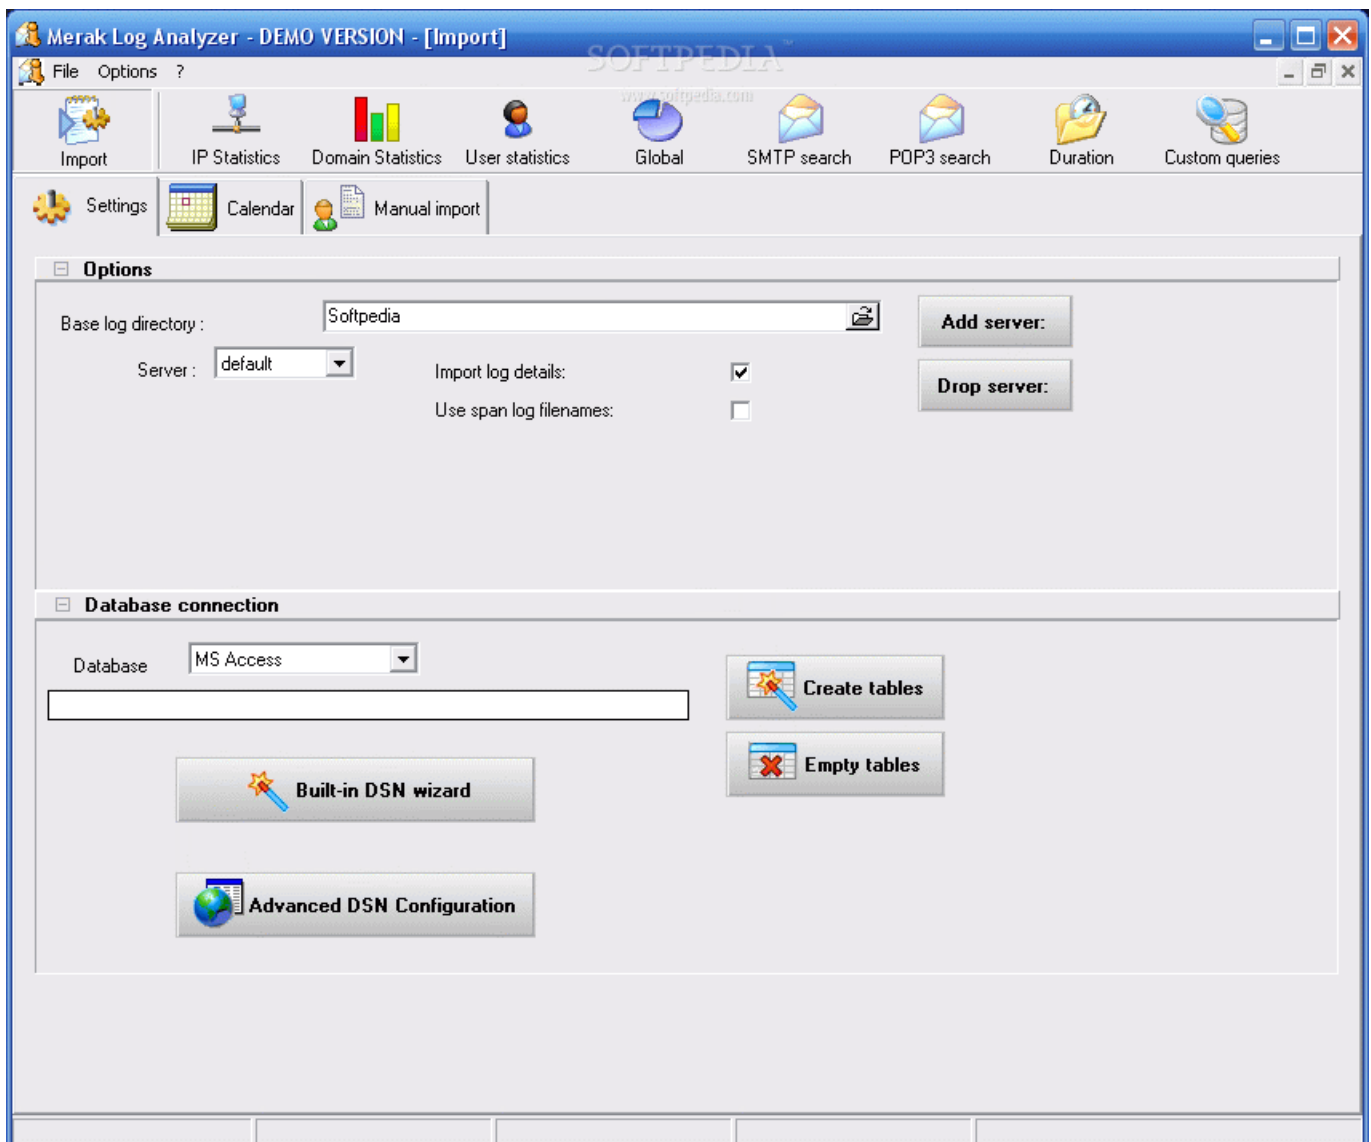 Merak Log Analyzer - DEMO VERSION - [Import]
SOFTPEDIA™
File Options ?
www.softpedia.com
Import IP Statistics Domain Statistics User statistics Global SMTP search POP3 search Duration Custom queries
Settings Calendar Manual import
Options
Base log directory : Softpedia Add server:
Server : default Import log details: Drop server:
Use span log filenames:
Database connection
Database MS Access
Create tables
Empty tables
Built-in DSN wizard
Advanced DSN Configuration